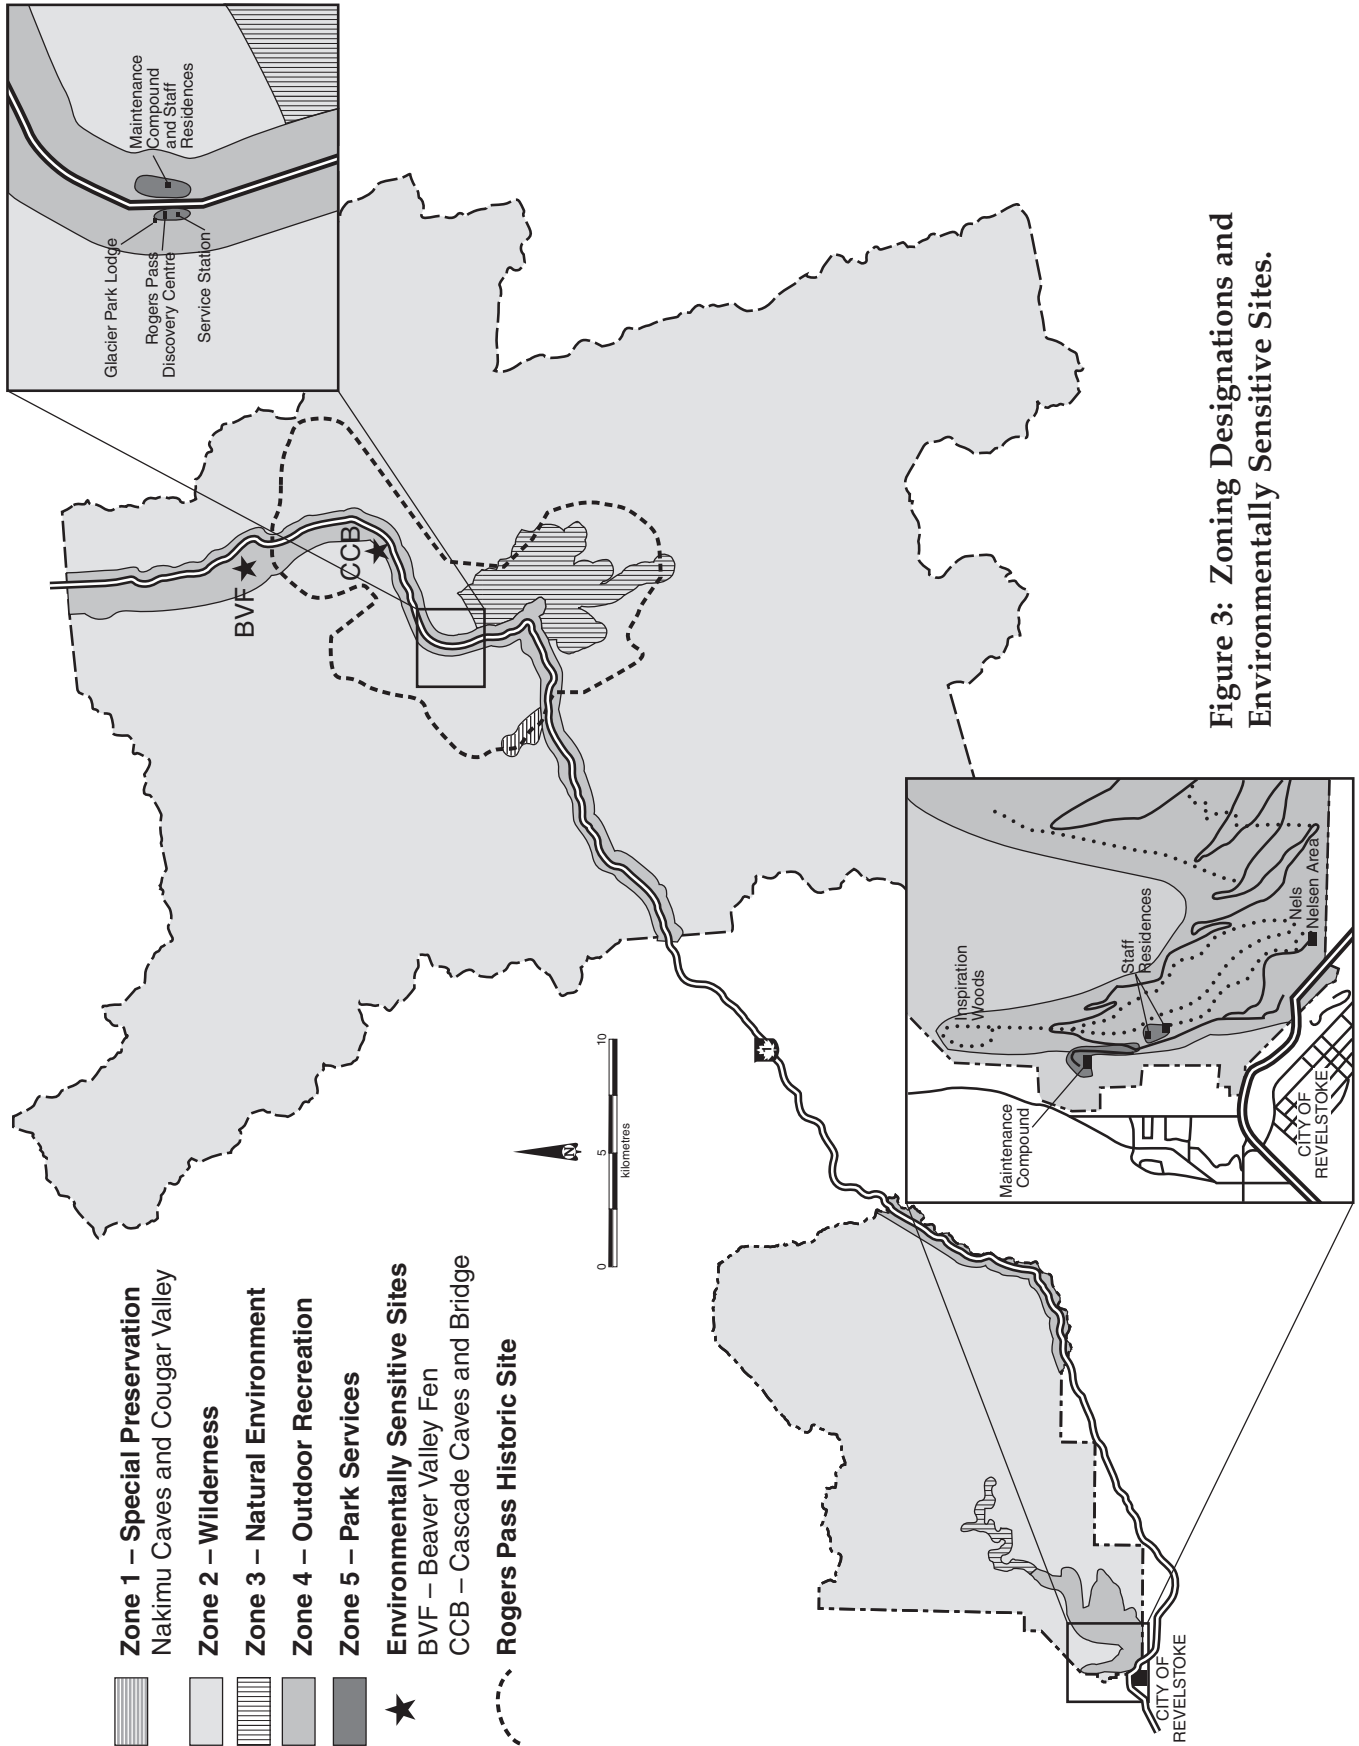 Zone 1 – Special Preservation
Nakimu Caves and Cougar Valley
Zone 2 – Wilderness
Zone 3 – Natural Environment
Zone 4 – Outdoor Recreation
Zone 5 – Park Services
Environmentally Sensitive Sites
BVF – Beaver Valley Fen
CCB – Cascade Caves and Bridge
Rogers Pass Historic Site
Glacier Park Lodge
Rogers Pass
Discovery Centre
Service Station
Maintenance
Compound
and Staff
Residences
BVF
CCB
N
0 5 10
kilometres
1
CITY OF
REVELSTOKE
Maintenance
Compound
Inspiration
Woods
Staff
Residences
Nels
Nelsen Area
CITY OF
REVELSTOKE
Figure 3: Zoning Designations and
Environmentally Sensitive Sites.